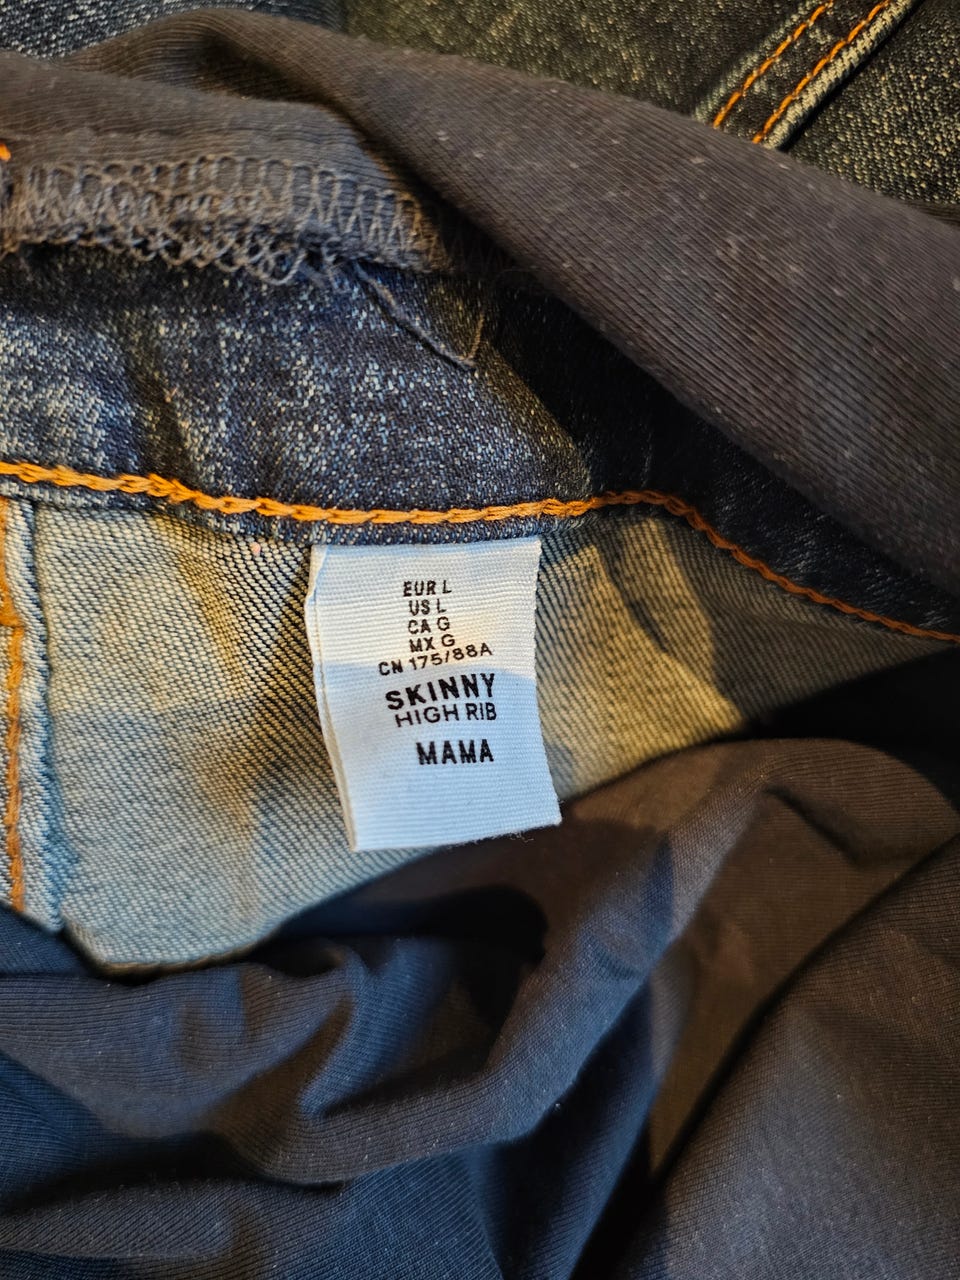 EUR L
US L
CA G
MX G
CN 175/88A
SKINNY
HIGH RIB
MAMA